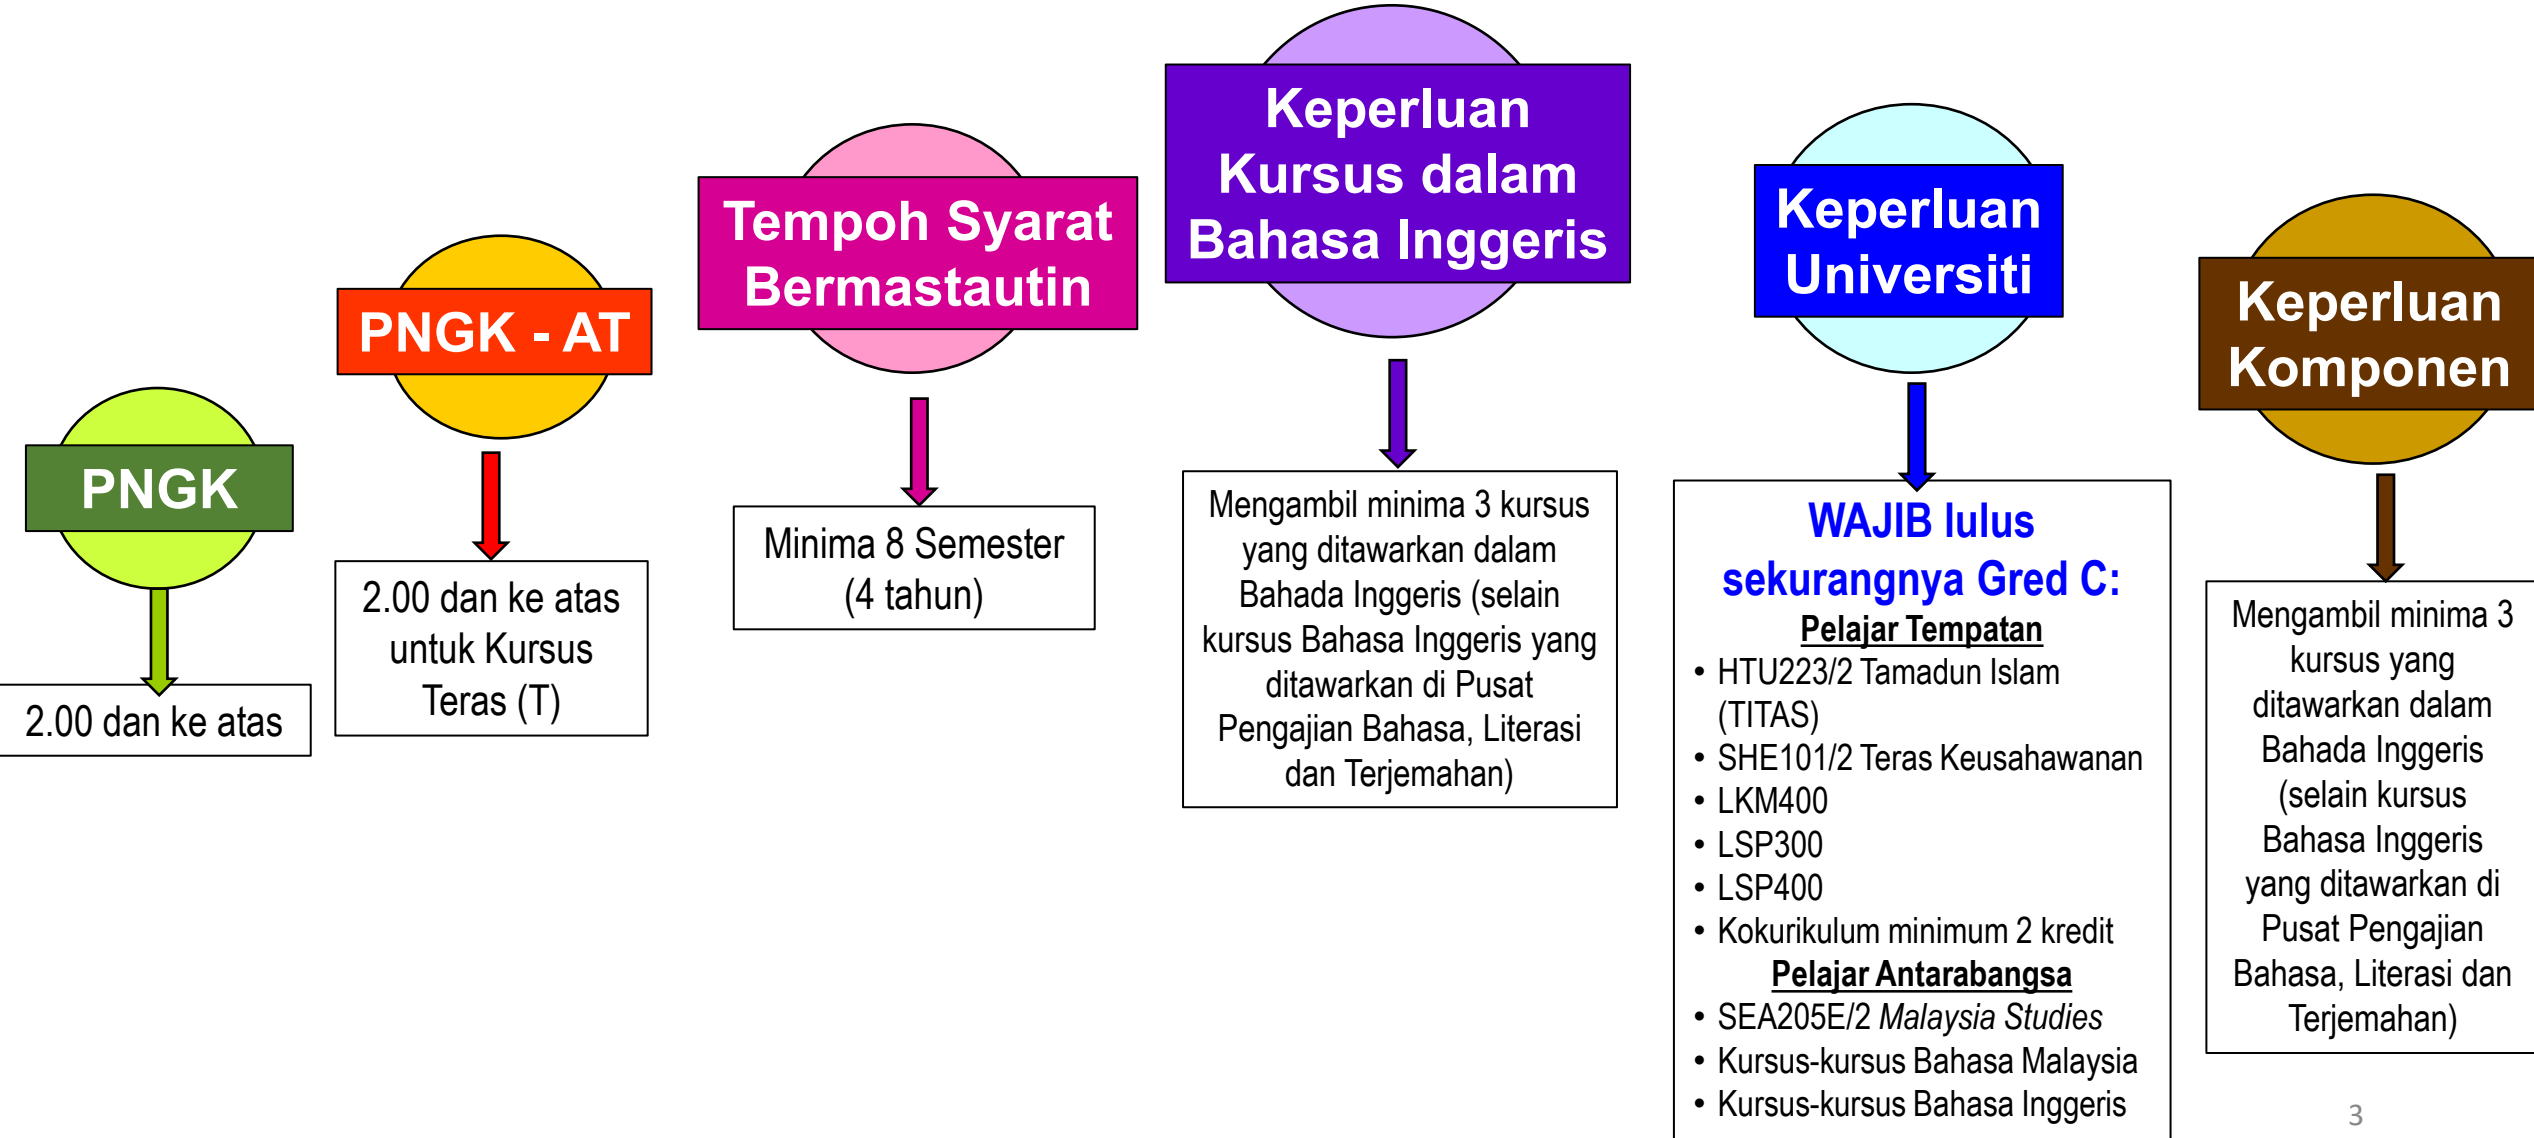 PNGK
2.00 dan ke atas
PNGK - AT
2.00 dan ke atas
untuk Kursus
Teras (T)
Tempoh Syarat
Bermastautin
Minima 8 Semester
(4 tahun)
Keperluan
Kursus dalam
Bahasa Inggeris
Mengambil minima 3 kursus
yang ditawarkan dalam
Bahada Inggeris (selain
kursus Bahasa Inggeris yang
ditawarkan di Pusat
Pengajian Bahasa, Literasi
dan Terjemahan)
Keperluan
Universiti
WAJIB lulus
sekurangnya Gred C:
Pelajar Tempatan
• HTU223/2 Tamadun Islam
(TITAS)
• SHE101/2 Teras Keusahawanan
• LKM400
• LSP300
• LSP400
• Kokurikulum minimum 2 kredit
Pelajar Antarabangsa
• SEA205E/2 Malaysia Studies
• Kursus-kursus Bahasa Malaysia
• Kursus-kursus Bahasa Inggeris
Keperluan
Komponen
Mengambil minima 3
kursus yang
ditawarkan dalam
Bahada Inggeris
(selain kursus
Bahasa Inggeris
yang ditawarkan di
Pusat Pengajian
Bahasa, Literasi dan
Terjemahan)
3